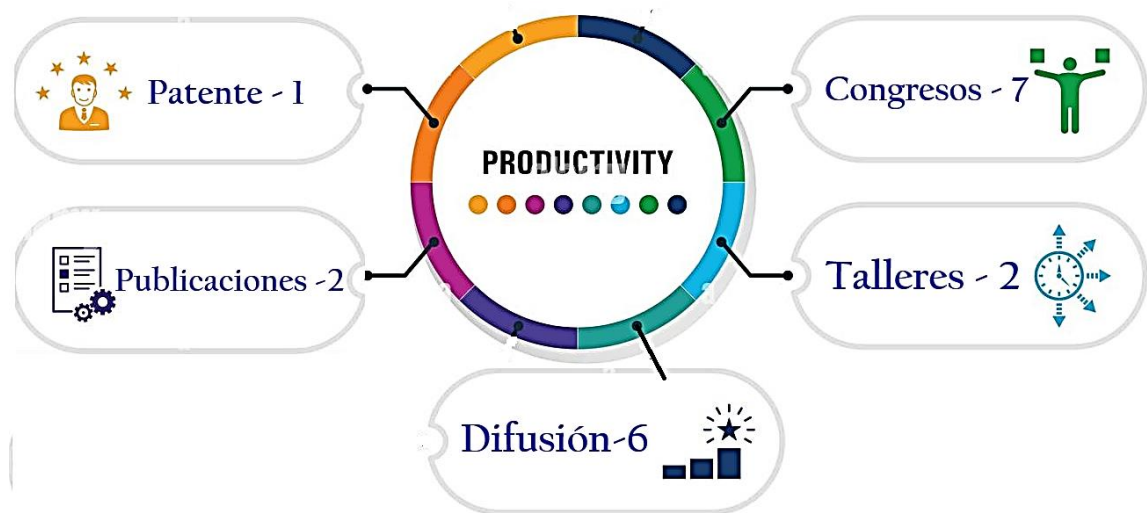 Patente - 1
Congresos - 7
PRODUCTIVITY
Publicaciones -2
Talleres - 2
Difusión-6